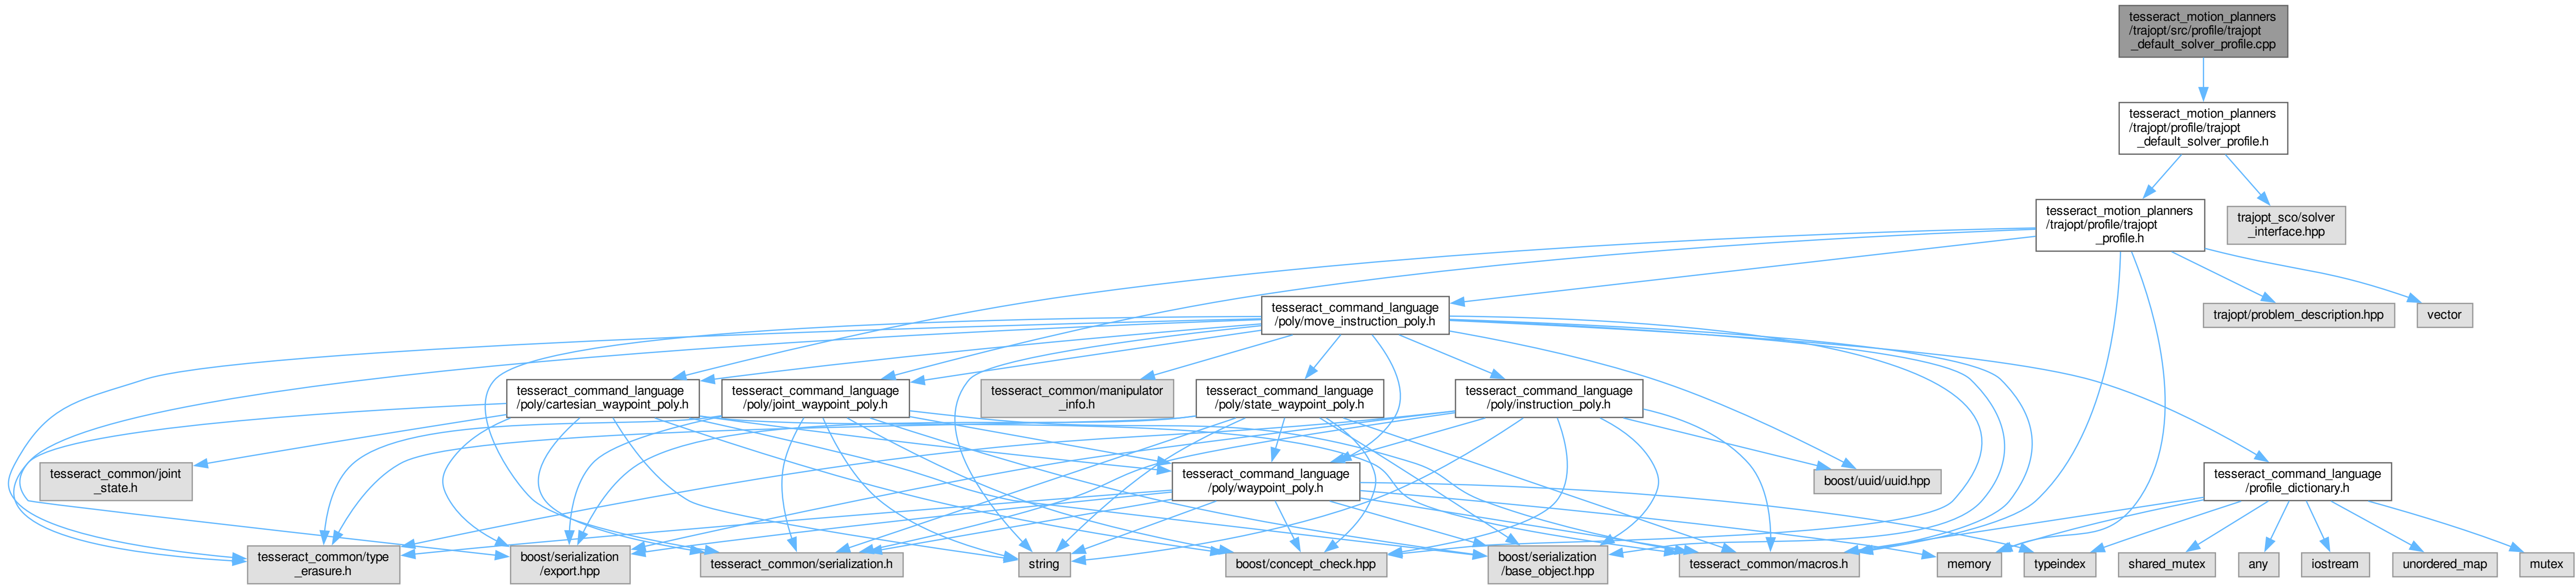 tesseract_motion_planners
/trajopt/src/profile/trajopt
_default_solver_profile.cpp
tesseract_motion_planners
/trajopt/profile/trajopt
_default_solver_profile.h
tesseract_motion_planners
/trajopt/profile/trajopt
_profile.h
trajopt_sco/solver
_interface.hpp
tesseract_command_language
/poly/move_instruction_poly.h
trajopt/problem_description.hpp
vector
tesseract_command_language
/poly/cartesian_waypoint_poly.h
tesseract_command_language
/poly/joint_waypoint_poly.h
tesseract_common/manipulator
_info.h
tesseract_command_language
/poly/state_waypoint_poly.h
tesseract_command_language
/poly/instruction_poly.h
tesseract_common/joint
_state.h
tesseract_command_language
/poly/waypoint_poly.h
boost/uuid/uuid.hpp
tesseract_command_language
/profile_dictionary.h
tesseract_common/type
_erasure.h
boost/serialization
/export.hpp
tesseract_common/serialization.h
string
boost/concept_check.hpp
boost/serialization
/base_object.hpp
tesseract_common/macros.h
memory
typeindex
shared_mutex
any
iostream
unordered_map
mutex